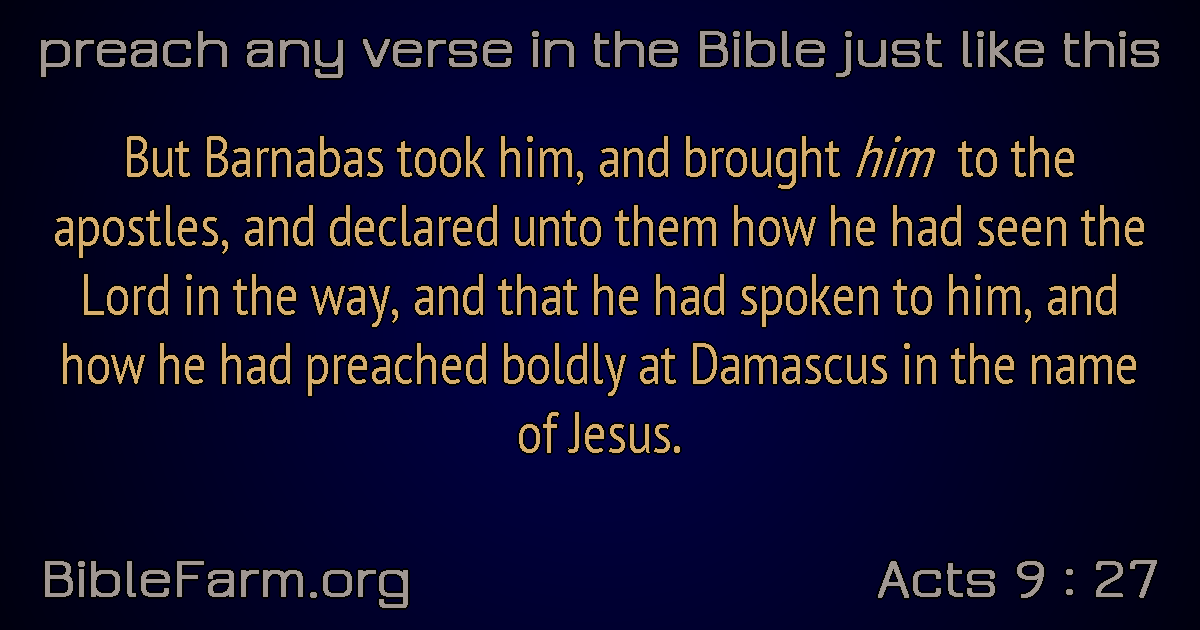 preach any verse in the Bible just like this
But Barnabas took him, and brought him to the
apostles, and declared unto them how he had seen the
Lord in the way, and that he had spoken to him, and
how he had preached boldly at Damascus in the name
of Jesus.
BibleFarm.org
Acts 9 : 27